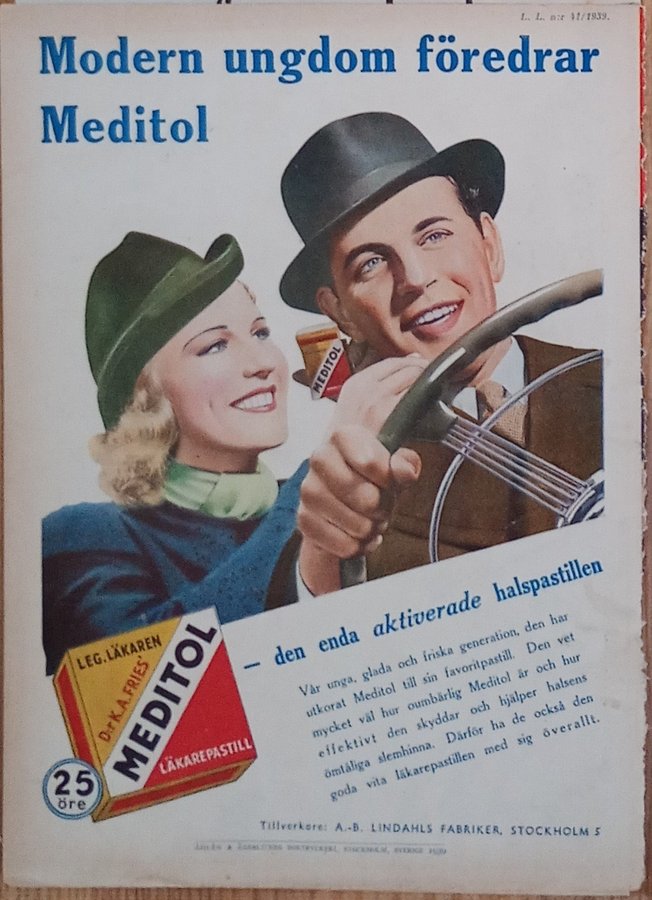 L. L. n:r 41/1939.
Modern ungdom föredrar
Meditol
MEDITOL
– den enda aktiverade halspastillen
Vår unga, glada och friska generation, den har
utkorat Meditol till sin favoritpastill. Den vet
mycket väl hur oumbärlig Meditol är och hur
effektivt den skyddar och hjälper halsens
ömtåliga slemhinna. Därför ha de också den
goda vita läkarepastillen med sig överallt.
LEG. LÄKAREN
Dr K.A. FRIES'
MEDITOL
LÄKAREPASTILL
25
öre
Tillverkare: A.-B. LINDAHLS FABRIKER, STOCKHOLM 5
STOCKHOLM, SVERIGE 1939